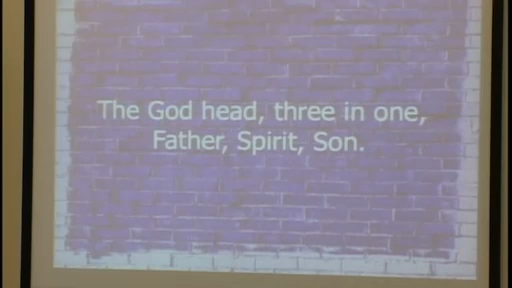 The God head, three in one,
Father, Spirit, Son.